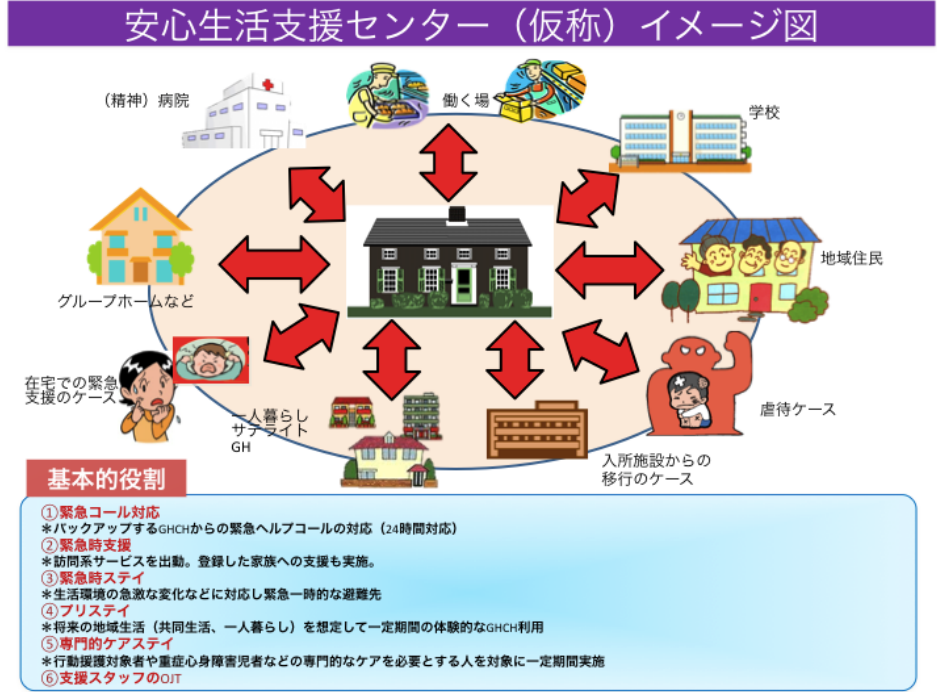 安心生活支援センター（仮称）イメージ図
（精神）病院
働く場
学校
グループホームなど
地域住民
在宅での緊急
支援のケース
一人暮らし
サテライト
GH
入所施設からの
移行のケース
虐待ケース
基本的役割
①緊急コール対応
＊バックアップするGHCHからの緊急ヘルプコールの対応（24時間対応）
②緊急時支援
＊訪問系サービスを出動。登録した家族への支援も実施。
③緊急時ステイ
＊生活環境の急激な変化などに対応し緊急一時的な避難先
④プリステイ
＊将来の地域生活（共同生活、一人暮らし）を想定して一定期間の体験的なGHCH利用
⑤専門的ケアステイ
＊行動援護対象者や重症心身障害児者などの専門的なケアを必要とする人を対象に一定期間実施
⑥支援スタッフのOJT